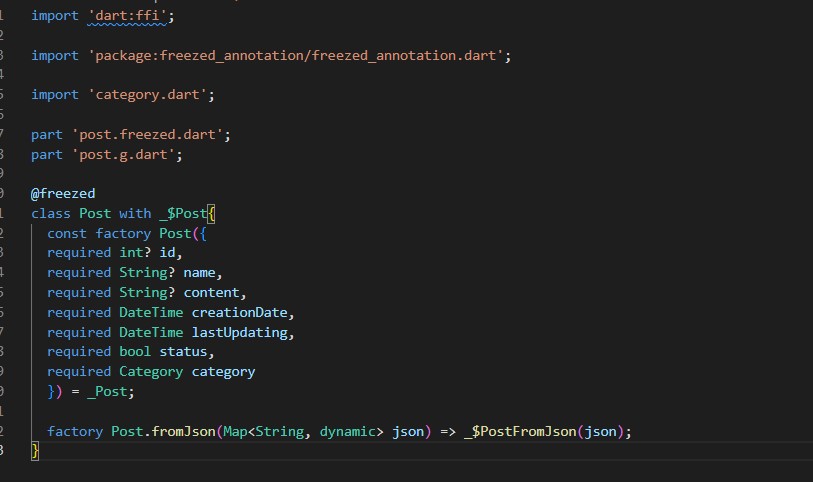 1 import 'dart:ffi';
2
3 import 'package:freezed_annotation/freezed_annotation.dart';
4
5 import 'category.dart';
6
7 part 'post.freezed.dart';
8 part 'post.g.dart';
9
0 @freezed
1 class Post with _$Post{
2 const factory Post({
3 required int? id,
4 required String? name,
5 required String? content,
6 required DateTime creationDate,
7 required DateTime lastUpdating,
8 required bool status,
9 required Category category
0 }) = _Post;
1
2 factory Post.fromJson(Map<String, dynamic> json) => _$PostFromJson(json);
3 }